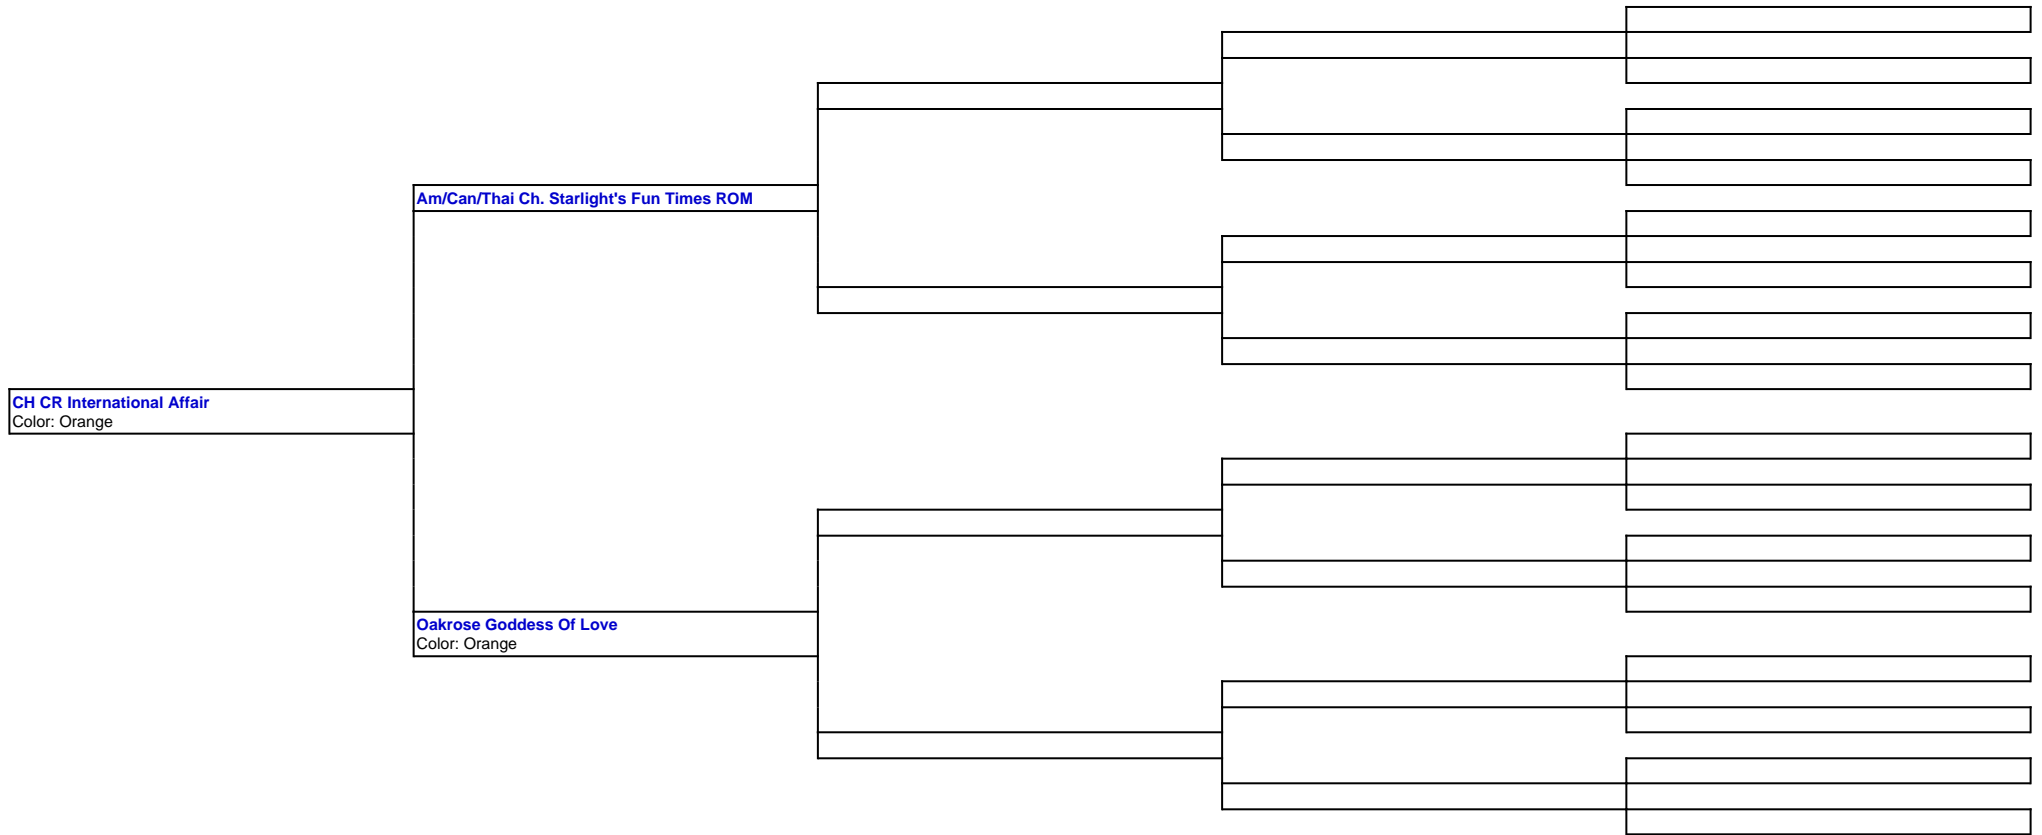 Am/Can/Thai Ch. Starlight's Fun Times ROM
CH CR International Affair
Color: Orange
Oakrose Goddess Of Love
Color: Orange